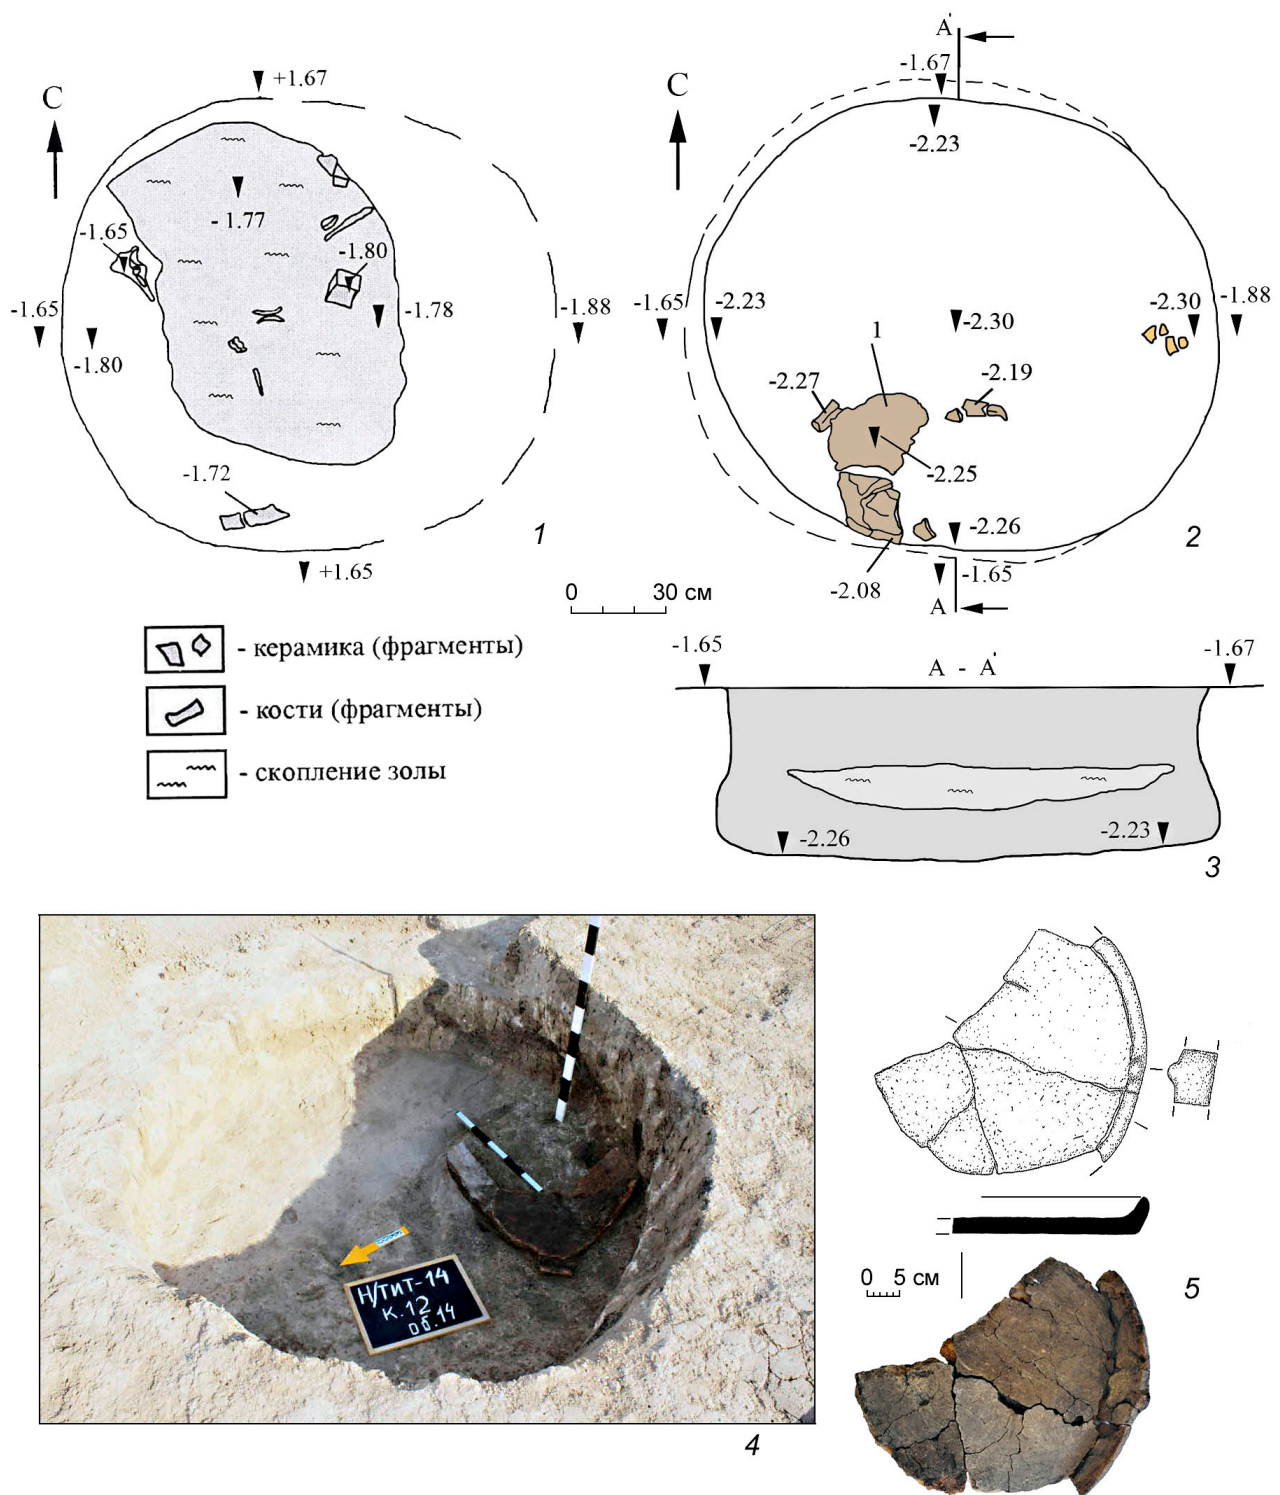 С
+1.67
-1.77
-1.65
-1.80
-1.65
-1.78
-1.88
-1.80
-1.72
1
+1.65
A'
С
-1.67
-2.23
-1.65
-2.23
1
-2.30
-2.30
-1.88
-2.27
-2.19
-2.25
-2.26
2
-2.08
-1.65
A
0 30 см
- керамика (фрагменты)
- кости (фрагменты)
- скопление золы
-1.65
A - A'
-1.67
-2.26
-2.23
3
Н/ТИТ-14
К.12
Об.14
4
0 5 см
5